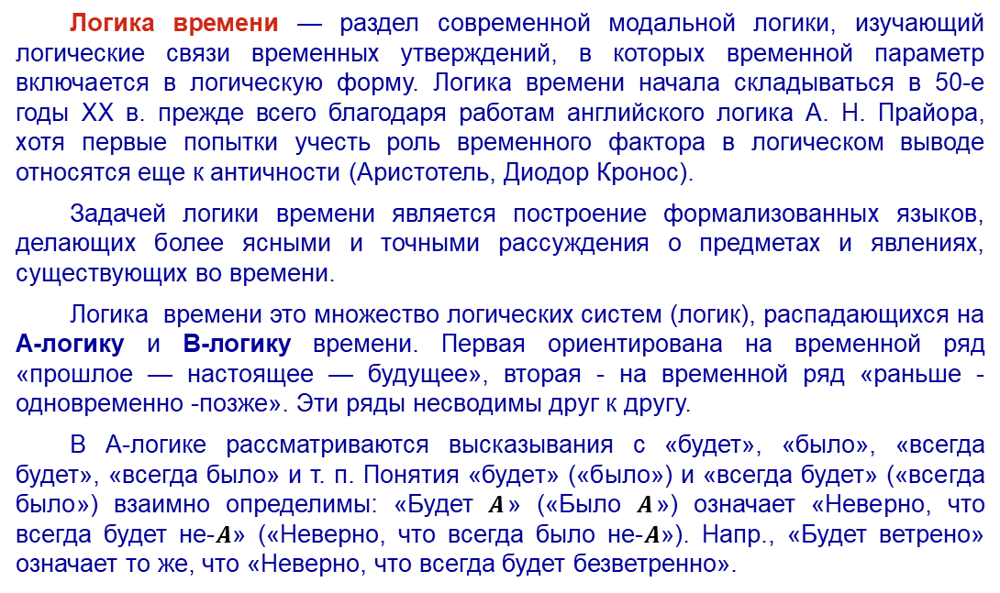 Логика времени — раздел современной модальной логики, изучающий
логические связи временных утверждений, в которых временной параметр
включается в логическую форму. Логика времени начала складываться в 50-е
годы XX в. прежде всего благодаря работам английского логика А. Н. Прайора,
хотя первые попытки учесть роль временного фактора в логическом выводе
относятся еще к античности (Аристотель, Диодор Кронос).
Задачей логики времени является построение формализованных языков,
делающих более ясными и точными рассуждения о предметах и явлениях,
существующих во времени.
Логика времени это множество логических систем (логик), распадающихся на
А-логику и В-логику времени. Первая ориентирована на временной ряд
«прошлое — настоящее — будущее», вторая - на временной ряд «раньше -
одновременно -позже». Эти ряды несводимы друг к другу.
В А-логике рассматриваются высказывания с «будет», «было», «всегда
будет», «всегда было» и т. п. Понятия «будет» («было») и «всегда будет» («всегда
было») взаимно определимы: «Будет A» («Было A») означает «Неверно, что
всегда будет не-A» («Неверно, что всегда было не-A»). Напр., «Будет ветрено»
означает то же, что «Неверно, что всегда будет безветренно».